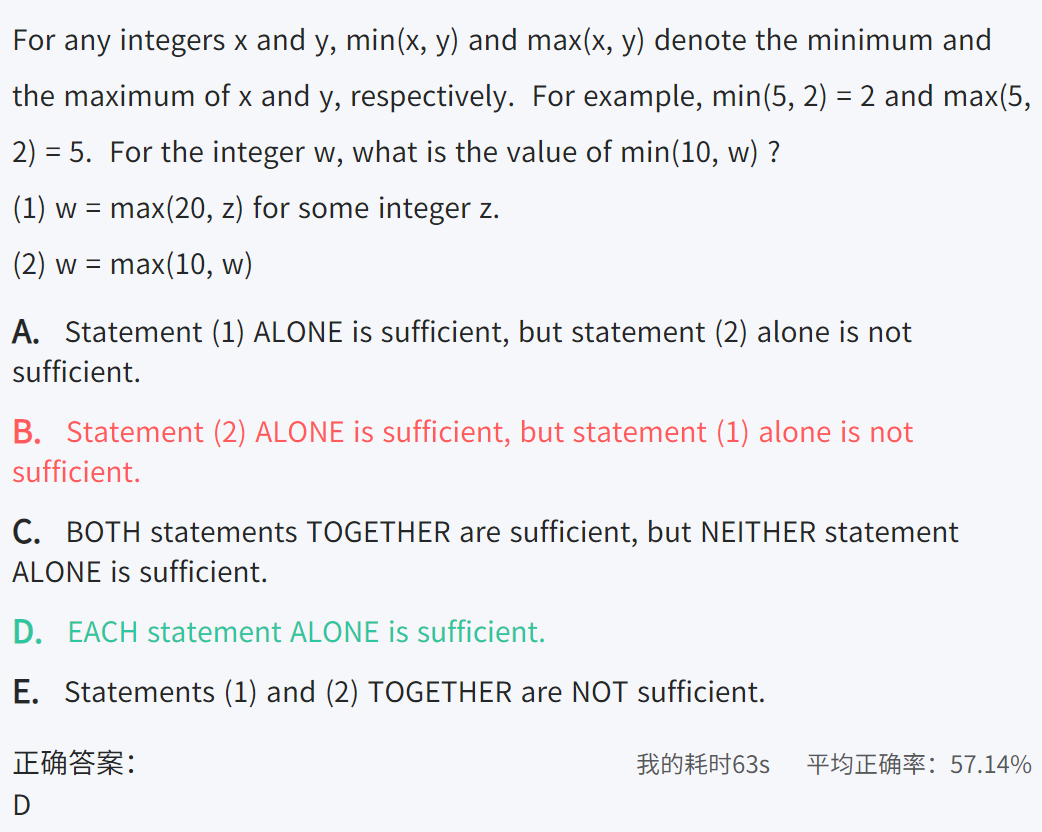 For any integers x and y, min(x, y) and max(x, y) denote the minimum and
the maximum of x and y, respectively.  For example, min(5, 2) = 2 and max(5,
2) = 5.  For the integer w, what is the value of min(10, w) ?
(1) w = max(20, z) for some integer z.
(2) w = max(10, w)
A. Statement (1) ALONE is sufficient, but statement (2) alone is not
sufficient.
B. Statement (2) ALONE is sufficient, but statement (1) alone is not
sufficient.
C. BOTH statements TOGETHER are sufficient, but NEITHER statement
ALONE is sufficient.
D. EACH statement ALONE is sufficient.
E. Statements (1) and (2) TOGETHER are NOT sufficient.
正确答案： 我的耗时63s 平均正确率：57.14%
D